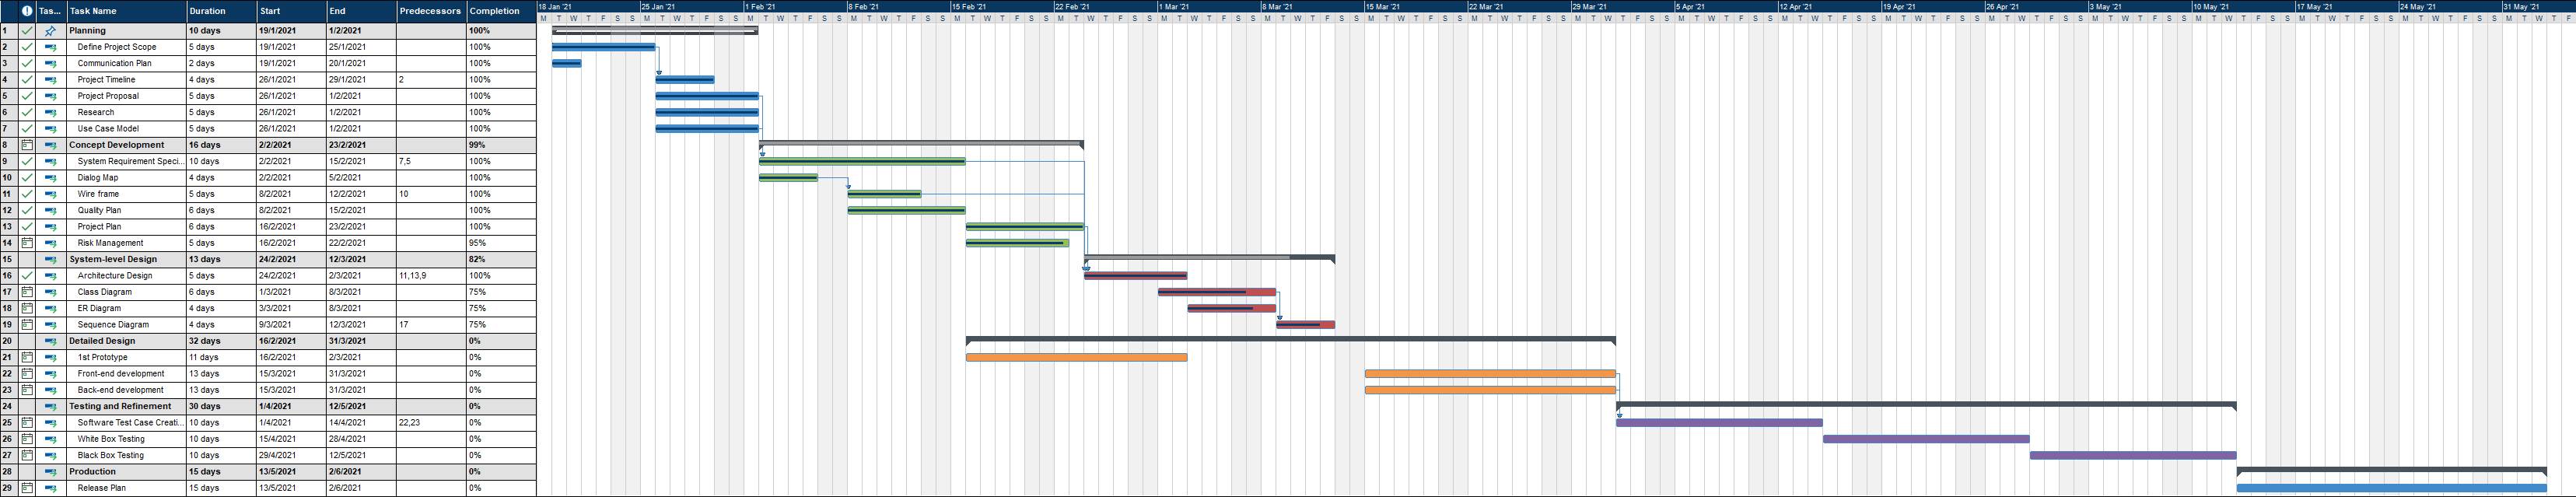 Tas... Task Name Duration Start End Predecessors Completion 18 Jan '21 25 Jan '21 1 Feb '21 8 Feb '21 15 Feb '21 22 Feb '21 1 Mar '21 8 Mar '21 15 Mar '21 22 Mar '21 29 Mar '21 5 Apr '21 12 Apr '21 19 Apr '21 26 Apr '21 3 May '21 10 May '21 17 May '21 24 May '21 31 May '21
M T W T F S S M T W T F S S M T W T F S S M T W T F S S M T W T F S S M T W T F S S M T W T F S S M T W T F S S M T W T F S S M T W T F S S M T W T F S S M T W T F S S M T W T F S S M T W T F S S M T W T F S S M T W T F S S M T W T F S S M T W T F S S M T W T F S S M T W T F
1 Planning 10 days 19/1/2021 1/2/2021 100%
2 Define Project Scope 5 days 19/1/2021 25/1/2021 100%
3 Communication Plan 2 days 19/1/2021 20/1/2021 100%
4 Project Timeline 4 days 26/1/2021 29/1/2021 2 100%
5 Project Proposal 5 days 26/1/2021 1/2/2021 100%
6 Research 5 days 26/1/2021 1/2/2021 100%
7 Use Case Model 5 days 26/1/2021 1/2/2021 100%
8 Concept Development 16 days 2/2/2021 23/2/2021 99%
9 System Requirement Speci... 10 days 2/2/2021 15/2/2021 7,5 100%
10 Dialog Map 4 days 2/2/2021 5/2/2021 100%
11 Wire frame 5 days 8/2/2021 12/2/2021 10 100%
12 Quality Plan 6 days 8/2/2021 15/2/2021 100%
13 Project Plan 6 days 16/2/2021 23/2/2021 100%
14 Risk Management 5 days 16/2/2021 22/2/2021 95%
15 System-level Design 13 days 24/2/2021 12/3/2021 82%
16 Architecture Design 5 days 24/2/2021 2/3/2021 11,13,9 100%
17 Class Diagram 6 days 1/3/2021 8/3/2021 75%
18 ER Diagram 4 days 3/3/2021 8/3/2021 75%
19 Sequence Diagram 4 days 9/3/2021 12/3/2021 17 75%
20 Detailed Design 32 days 16/2/2021 31/3/2021 0%
21 1st Prototype 11 days 16/2/2021 2/3/2021 0%
22 Front-end development 13 days 15/3/2021 31/3/2021 0%
23 Back-end development 13 days 15/3/2021 31/3/2021 0%
24 Testing and Refinement 30 days 1/4/2021 12/5/2021 0%
25 Software Test Case Creati... 10 days 1/4/2021 14/4/2021 22,23 0%
26 White Box Testing 10 days 15/4/2021 28/4/2021 0%
27 Black Box Testing 10 days 29/4/2021 12/5/2021 0%
28 Production 15 days 13/5/2021 2/6/2021 0%
29 Release Plan 15 days 13/5/2021 2/6/2021 0%